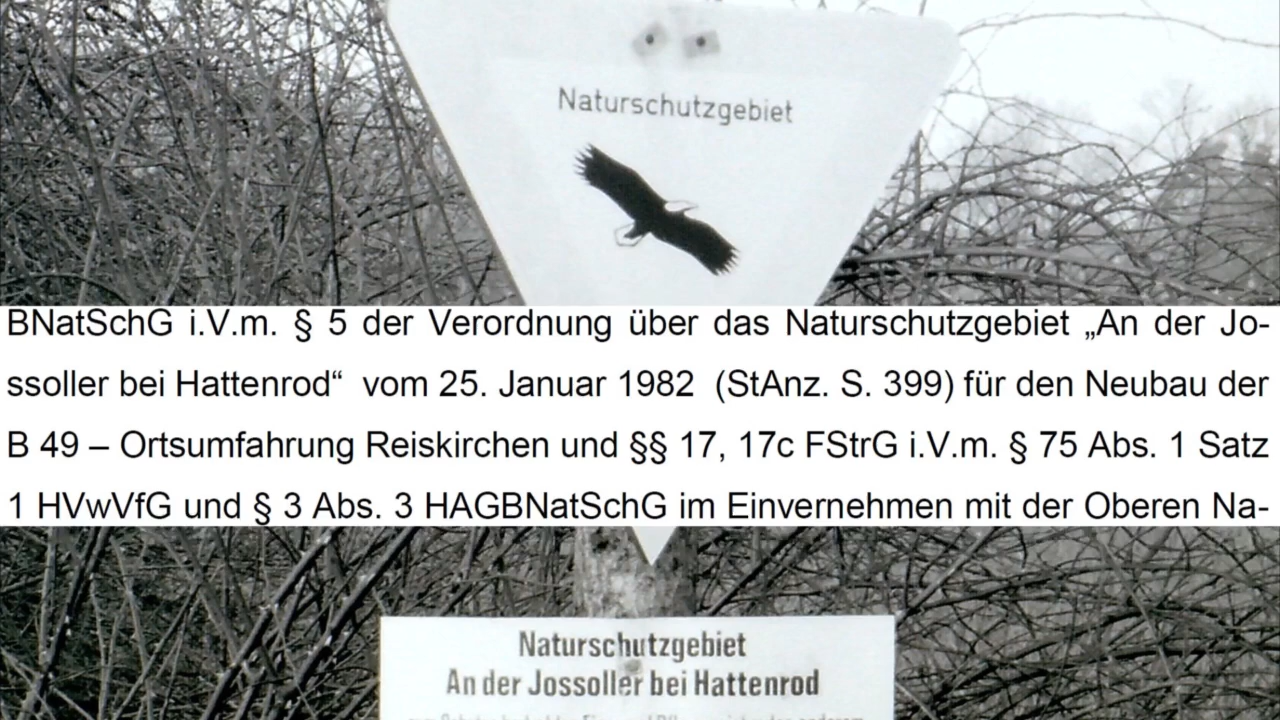 Naturschutzgebiet
BNatSchG i.V.m. § 5 der Verordnung über das Naturschutzgebiet „An der Jo-
ssoller bei Hattenrod“ vom 25. Januar 1982 (StAnz. S. 399) für den Neubau der
B 49 – Ortsumfahrung Reiskirchen und §§ 17, 17c FStrG i.V.m. § 75 Abs. 1 Satz
1 HVwVfG und § 3 Abs. 3 HAGBNatSchG im Einvernehmen mit der Oberen Na-
Naturschutzgebiet
An der Jossoller bei Hattenrod